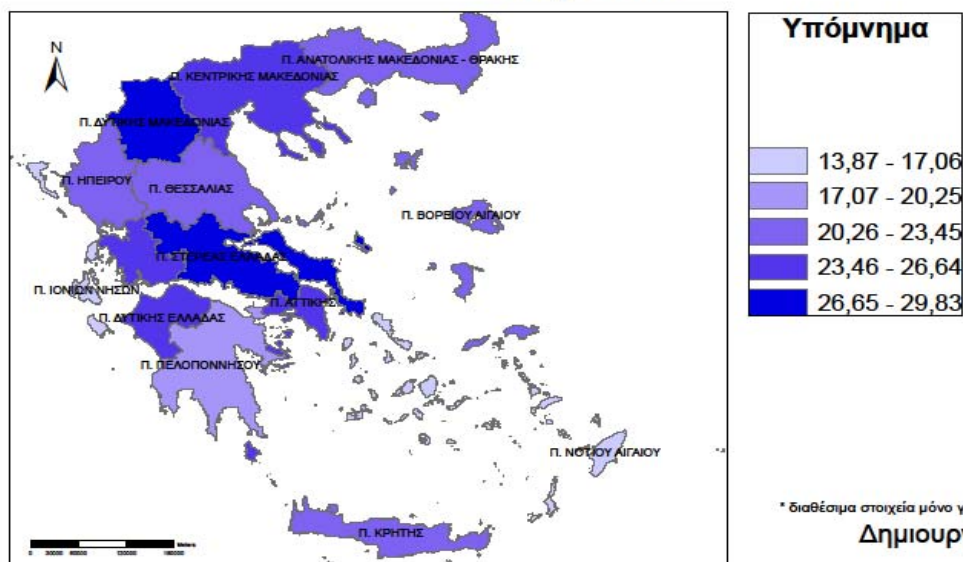 Υπόμνημα
N
Π. ΑΝΑΤΟΛΙΚΗΣ ΜΑΚΕΔΟΝΙΑΣ - ΘΡΑΚΗΣ
Π. ΚΕΝΤΡΙΚΗΣ ΜΑΚΕΔΟΝΙΑΣ
Π. ΔΥΤΙΚΗΣ ΜΑΚΕΔΟΝΙΑΣ
Π. ΗΠΕΙΡΟΥ
Π. ΘΕΣΣΑΛΙΑΣ
Π. ΒΟΡΕΙΟΥ ΑΙΓΑΙΟΥ
Π. ΣΤΕΡΕΑΣ ΕΛΛΑΔΑΣ
Π. ΙΟΝΙΩΝ ΝΗΣΩΝ
Π. ΑΤΤΙΚΗΣ
Π. ΔΥΤΙΚΗΣ ΕΛΛΑΔΑΣ
Π. ΠΕΛΟΠΟΝΝΗΣΟΥ
Π. ΝΟΤΙΟΥ ΑΙΓΑΙΟΥ
Π. ΚΡΗΤΗΣ
13,87 - 17,06
17,07 - 20,25
20,26 - 23,45
23,46 - 26,64
26,65 - 29,83
* διαθέσιμα στοιχεία μόνο γ
Δημιουρ